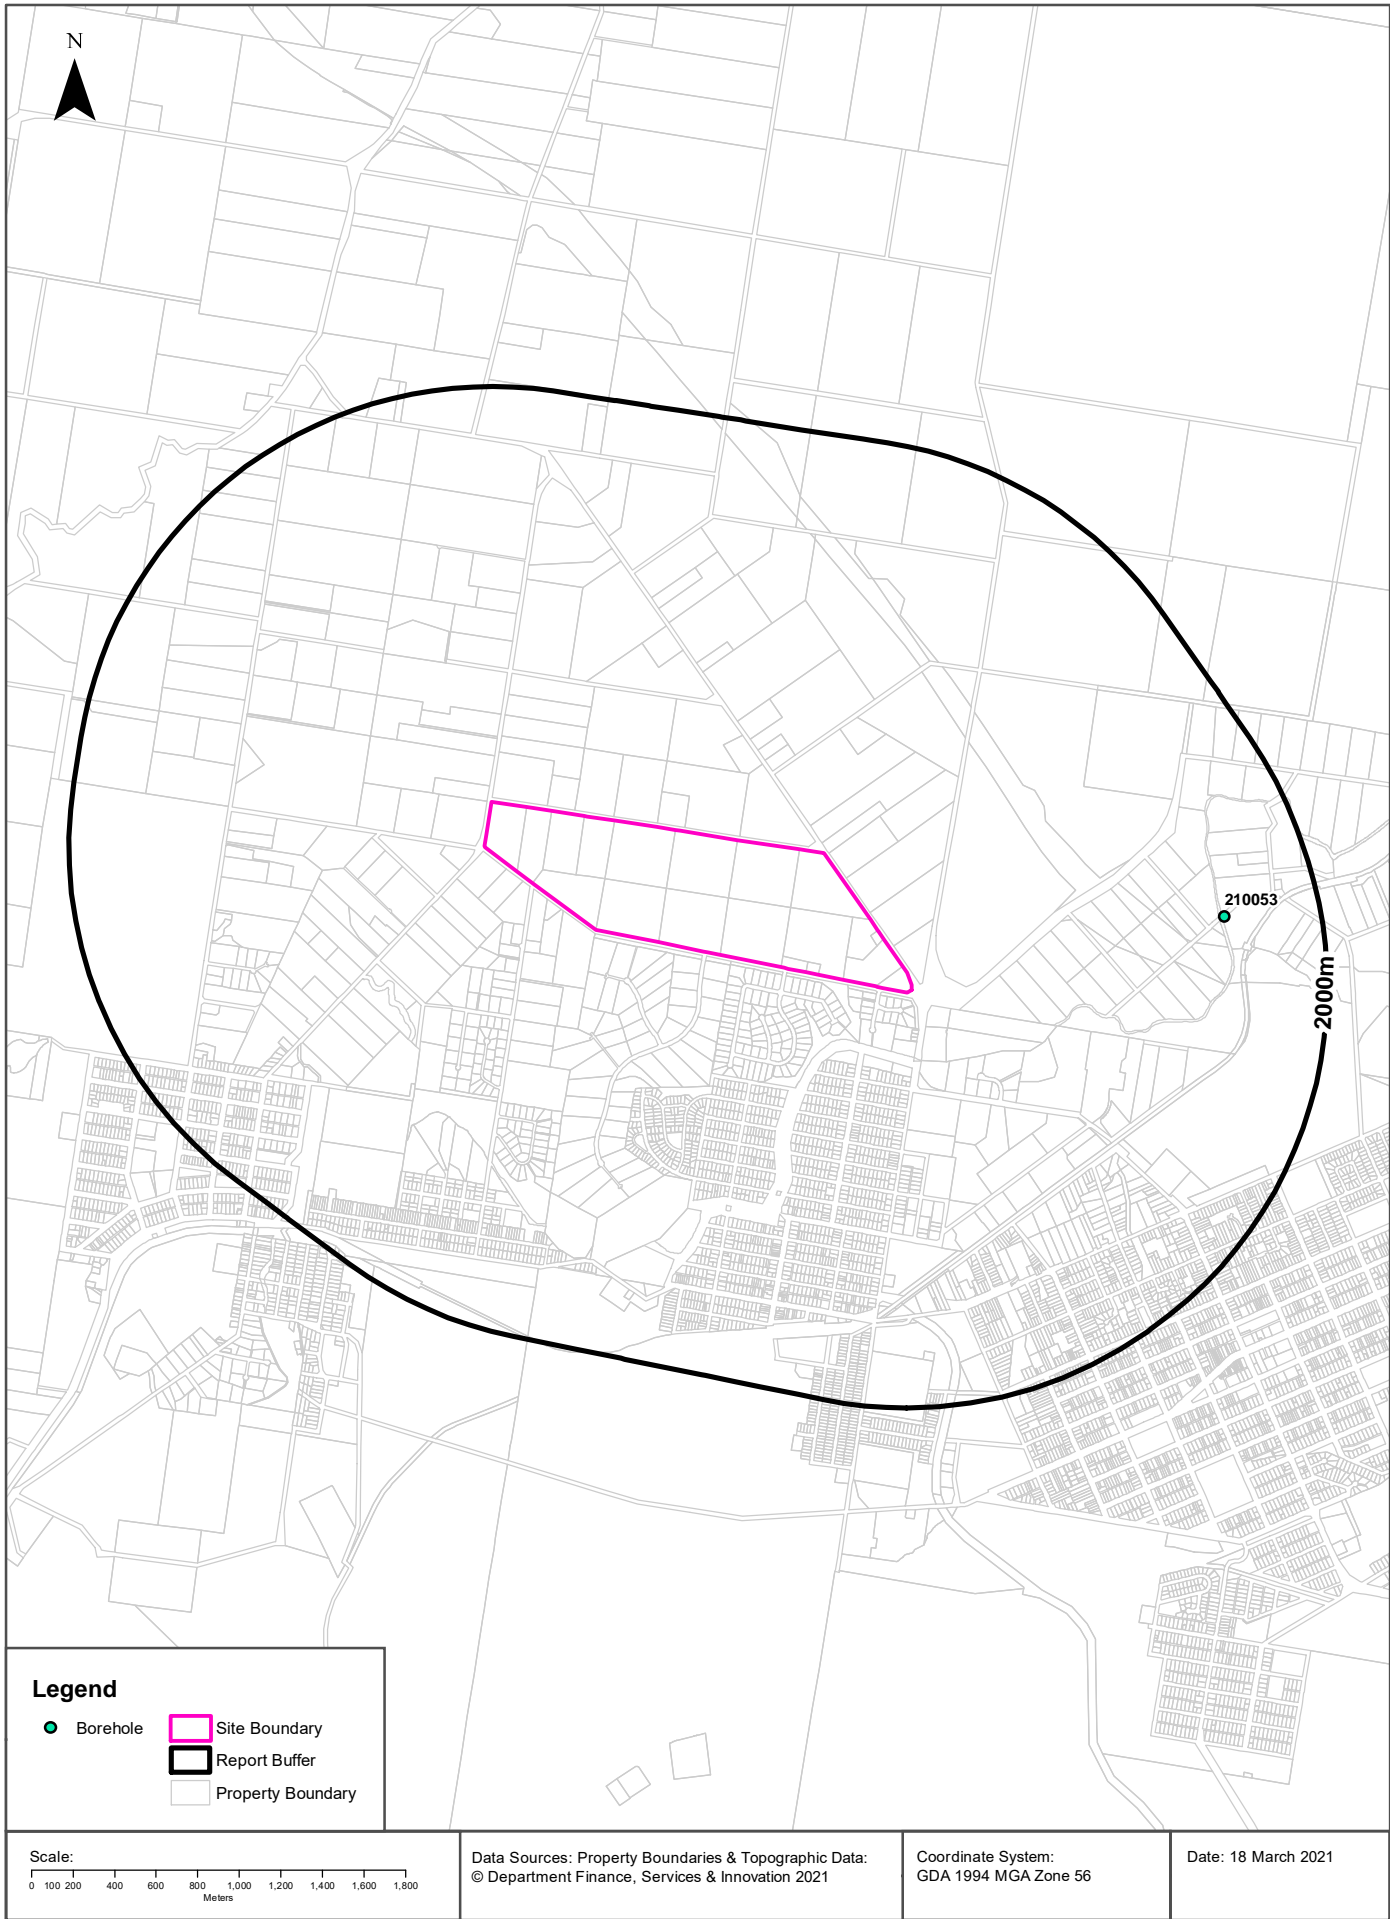 N
210053
2000m
Legend
Borehole
Site Boundary
Report Buffer
Property Boundary
Scale:
0 100 200 400 600 800 1,000 1,200 1,400 1,600 1,800
Meters
Data Sources: Property Boundaries & Topographic Data:
© Department Finance, Services & Innovation 2021
Coordinate System:
GDA 1994 MGA Zone 56
Date: 18 March 2021